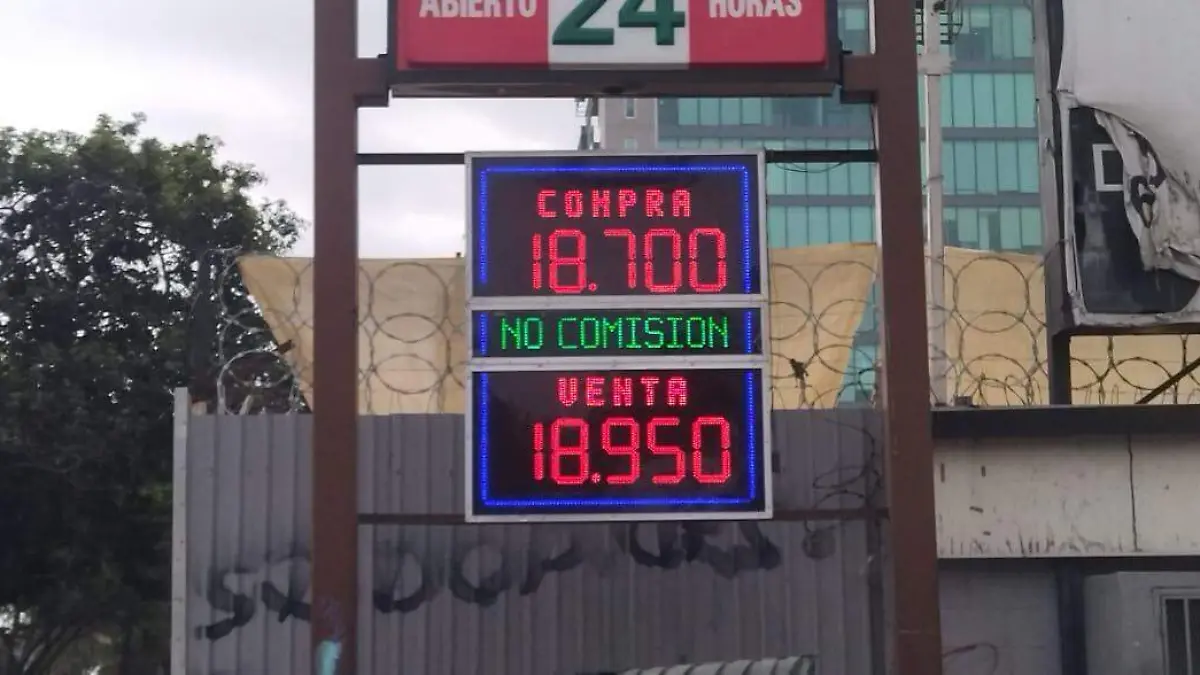 ABIERTO 24 HORAS
COMPRA
18.700
NO COMISION
VENTA
18.950